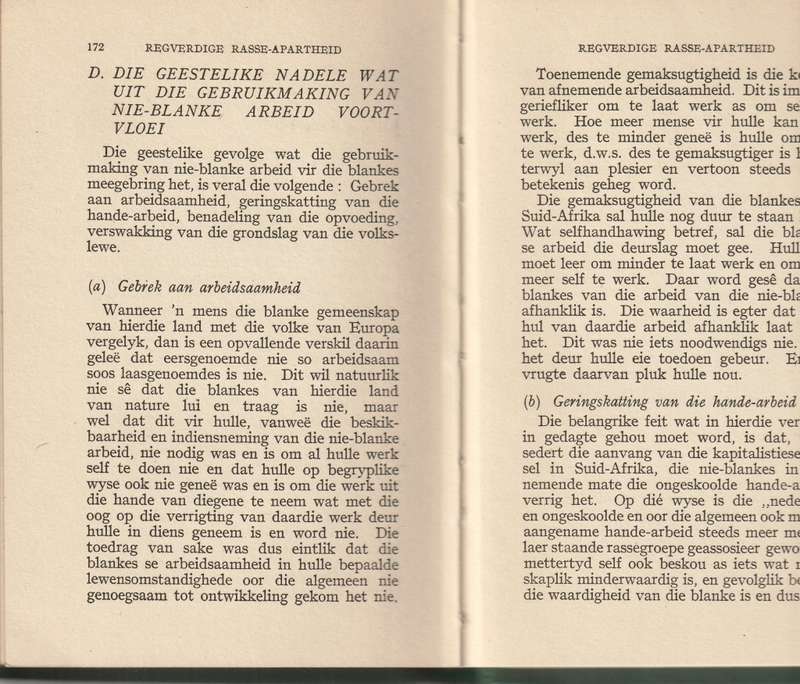 172 REGVERDIGE RASSE-APARTHEID
D. DIE GEESTELIKE NADELE WAT
UIT DIE GEBRUIKMAKING VAN
NIE-BLANKE ARBEID VOORT-
VLOEI
Die geestelike gevolge wat die gebruik-
making van nie-blanke arbeid vir die blankes
meegebring het, is veral die volgende : Gebrek
aan arbeidsaamheid, geringskatting van die
hande-arbeid, benadeling van die opvoeding,
verswakking van die grondslag van die volks-
lewe.
(a) Gebrek aan arbeidsaamheid
Wanneer 'n mens die blanke gemeenskap
van hierdie land met die volke van Europa
vergelyk, dan is een opvallende verskil daarin
geleë dat eersgenoemde nie so arbeidsaam
soos laasgenoemdes is nie. Dit wil natuurlik
nie sê dat die blankes van hierdie land
van nature lui en traag is nie, maar
wel dat dit vir hulle, vanweë die beskik-
baarheid en indiensneming van die nie-blanke
arbeid, nie nodig was en is om al hulle werk
self te doen nie en dat hulle op begryplike
wyse ook nie geneë was en is om die werk uit
die hande van diegene te neem wat met die
oog op die verrigting van daardie werk deur
hulle in diens geneem is en word nie. Die
toedrag van sake was dus eintlik dat die
blankes se arbeidsaamheid in hulle bepaalde
lewensomstandighede oor die algemeen nie
genoegsaam tot ontwikkeling gekom het nie.
REGVERDIGE RASSE-APARTHEID
Toenemende gemaksugtigheid is die
van afnemende arbeidsaamheid. Dit is
geriefliker om te laat werk as om
werk. Hoe meer mense vir hulle kan
werk, des te minder geneë is hulle om
te werk, d.w.s. des te gemaksugtiger is
terwyl aan plesier en vertoon steeds
betekenis geheg word.
Die gemaksugtigheid van die blankes
Suid-Afrika sal hulle nog duur te staan
Wat selfhandhawing betref, sal die
se arbeid die deurslag moet gee.
moet leer om minder te laat werk en om
meer self te werk. Daar word gesê
blankes van die arbeid van die
afhanklik is. Die waarheid is egter dat
hul van daardie arbeid afhanklik laat
het. Dit was nie iets noodwendigs nie.
het deur hulle eie toedoen gebeur.
vrugte daarvan pluk hulle nou.
(b) Geringskatting van die hande-arbeid
Die belangrike feit wat in hierdie
in gedagte gehou moet word, is dat,
sedert die aanvang van die
sel in Suid-Afrika, die nie-blankes in
nemende mate die ongeskoolde
verrig het. Op dié wyse is die
en ongeskoolde en oor die algemeen ook
aangename hande-arbeid steeds meer
laer staande rassegroepe geassosieer
mettertyd self ook beskou as iets wat
skaplik minderwaardig is, en gevolglik
die waardigheid van die blanke is en dus